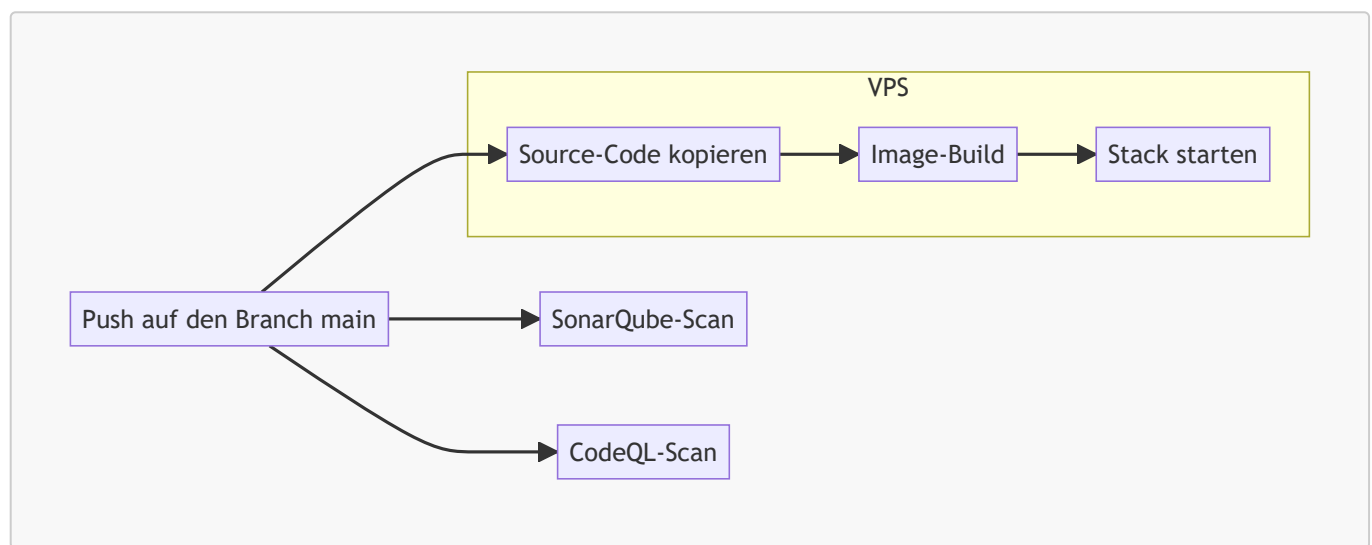 VPS
Source-Code kopieren
Image-Build
Stack starten
Push auf den Branch main
SonarQube-Scan
CodeQL-Scan